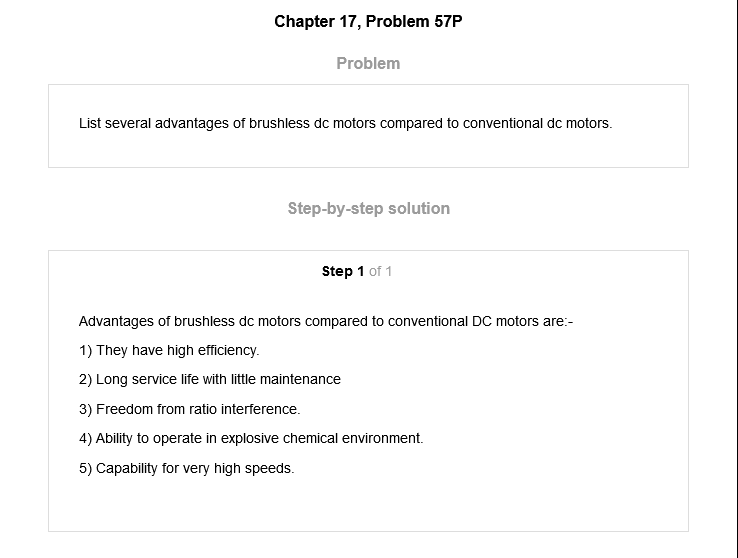 Chapter 17, Problem 57P
Problem
List several advantages of brushless dc motors compared to conventional dc motors.
Step-by-step solution
Step 1 of 1
Advantages of brushless dc motors compared to conventional DC motors are:-
1) They have high efficiency.
2) Long service life with little maintenance
3) Freedom from ratio interference.
4) Ability to operate in explosive chemical environment.
5) Capability for very high speeds.